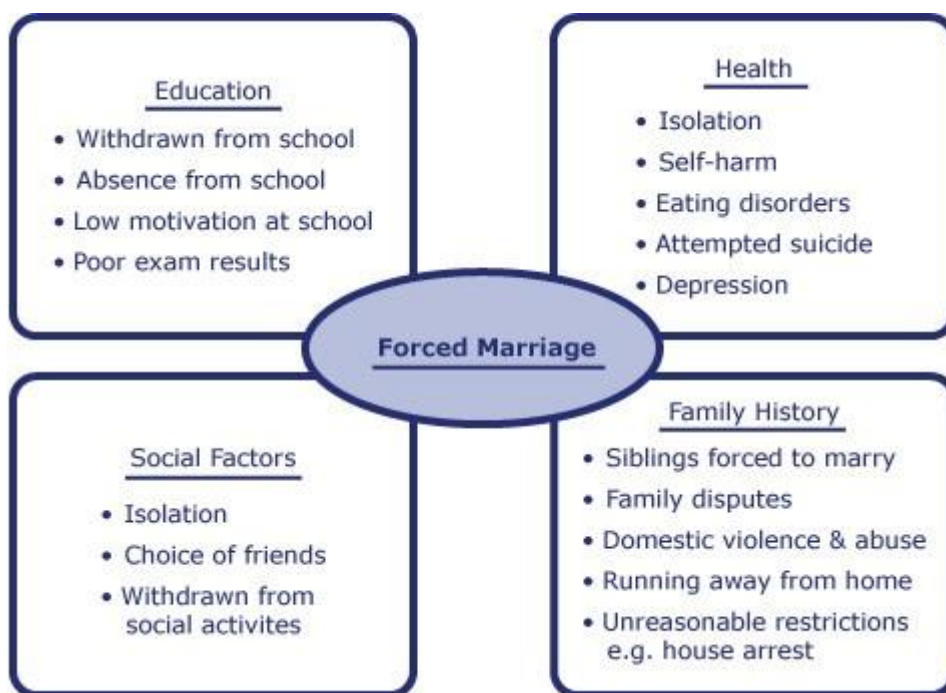 Education
• Withdrawn from school
• Absence from school
• Low motivation at school
• Poor exam results
Health
• Isolation
• Self-harm
• Eating disorders
• Attempted suicide
• Depression
Forced Marriage
Social Factors
• Isolation
• Choice of friends
• Withdrawn from
social activites
Family History
• Siblings forced to marry
• Family disputes
• Domestic violence & abuse
• Running away from home
• Unreasonable restrictions
e.g. house arrest